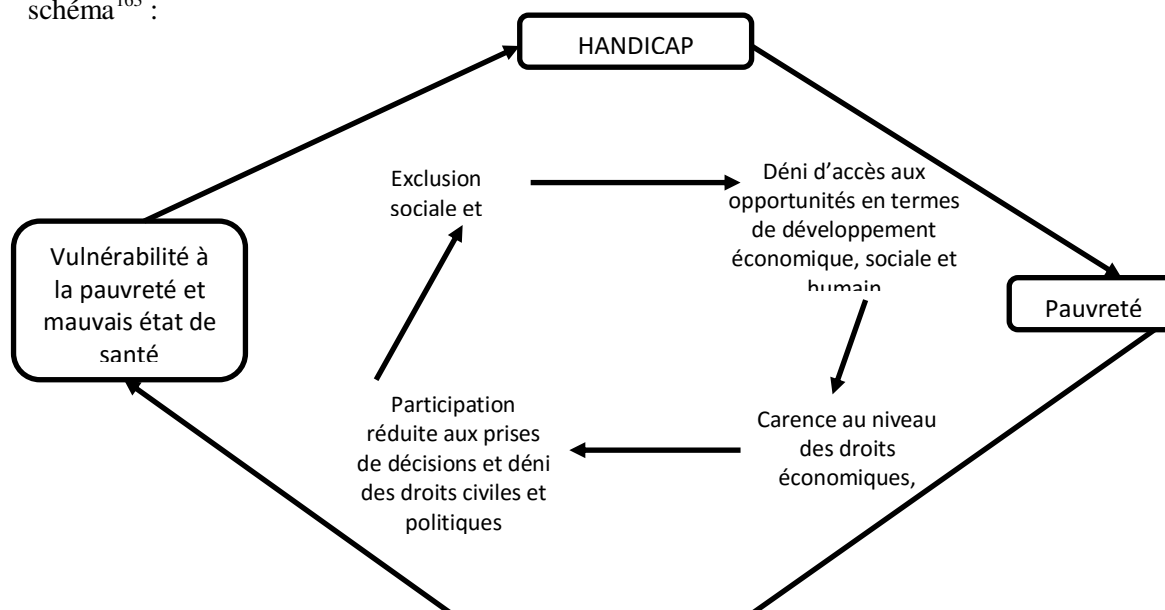 schéma¹⁶³ :
HANDICAP
Exclusion
sociale et
Déni d’accès aux
opportunités en termes
de développement
économique, sociale et
humain
Vulnérabilité à
la pauvreté et
mauvais état de
santé
Pauvreté
Participation
réduite aux prises
de décisions et déni
des droits civiles et
politiques
Carence au niveau
des droits
économiques,